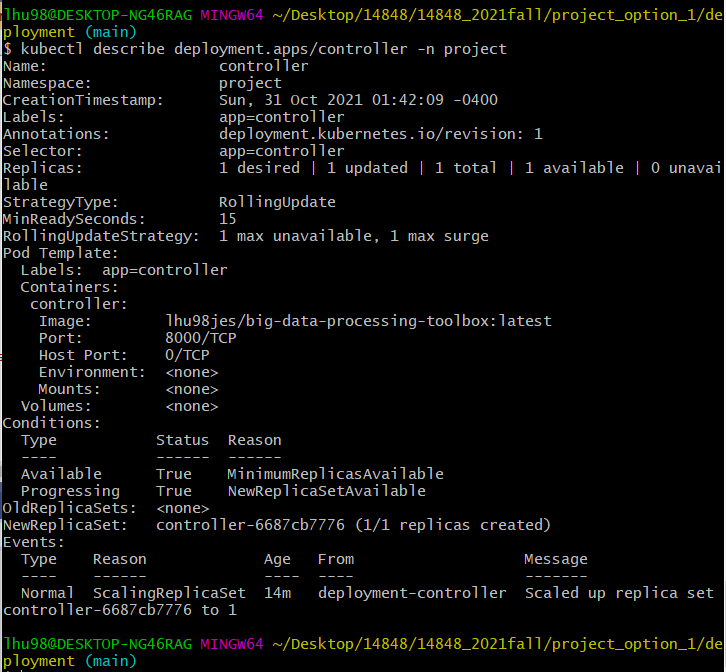 lhu98@DESKTOP-NG46RAG MINGW64 ~/Desktop/14848/14848_2021fall/project_option_1/de
ployment (main)
$ kubectl describe deployment.apps/controller -n project
Name:                   controller
Namespace:              project
CreationTimestamp:      Sun, 31 Oct 2021 01:42:09 -0400
Labels:                 app=controller
Annotations:            deployment.kubernetes.io/revision: 1
Selector:               app=controller
Replicas:               1 desired | 1 updated | 1 total | 1 available | 0 unavai
lable
StrategyType:           RollingUpdate
MinReadySeconds:        15
RollingUpdateStrategy:  1 max unavailable, 1 max surge
Pod Template:
  Labels:  app=controller
  Containers:
   controller:
    Image:        lhu98jes/big-data-processing-toolbox:latest
    Port:         8000/TCP
    Host Port:    0/TCP
    Environment:  <none>
    Mounts:       <none>
  Volumes:        <none>
Conditions:
  Type           Status  Reason
  ----           ------  ------
  Available      True    MinimumReplicasAvailable
  Progressing    True    NewReplicaSetAvailable
OldReplicaSets:  <none>
NewReplicaSet:   controller-6687cb7776 (1/1 replicas created)
Events:
  Type    Reason             Age   From                   Message
  ----    ------             ----  ----                   -------
  Normal  ScalingReplicaSet  14m   deployment-controller  Scaled up replica set
controller-6687cb7776 to 1
lhu98@DESKTOP-NG46RAG MINGW64 ~/Desktop/14848/14848_2021fall/project_option_1/de
ployment (main)